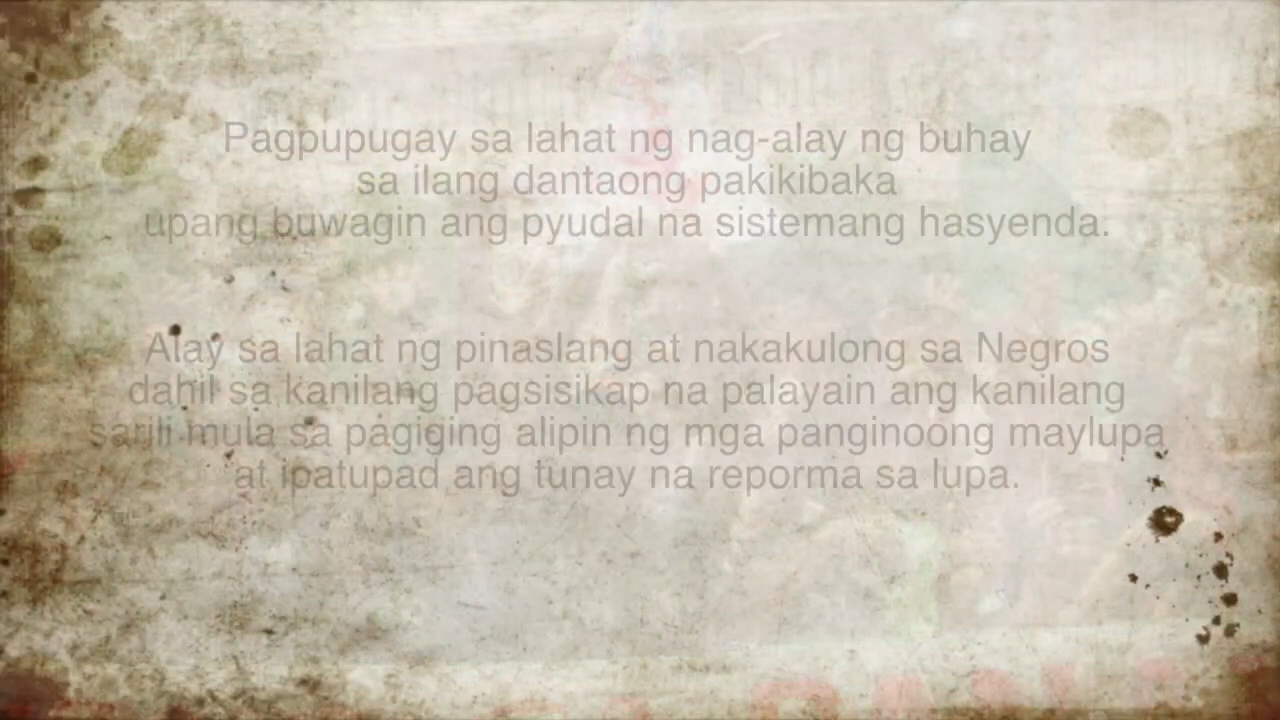 Pagpupugay sa lahat ng nag-alay ng buhay
sa ilang dantaong pakikibaka
upang buwagin ang pyudal na sistemang hasyenda.
Alay sa lahat ng pinaslang at nakakulong sa Negros
dahil sa kanilang pagsisikap na palayain ang kanilang
sarili mula sa pagiging alipin ng mga panginoong maylupa
at ipatupad ang tunay na reporma sa lupa.